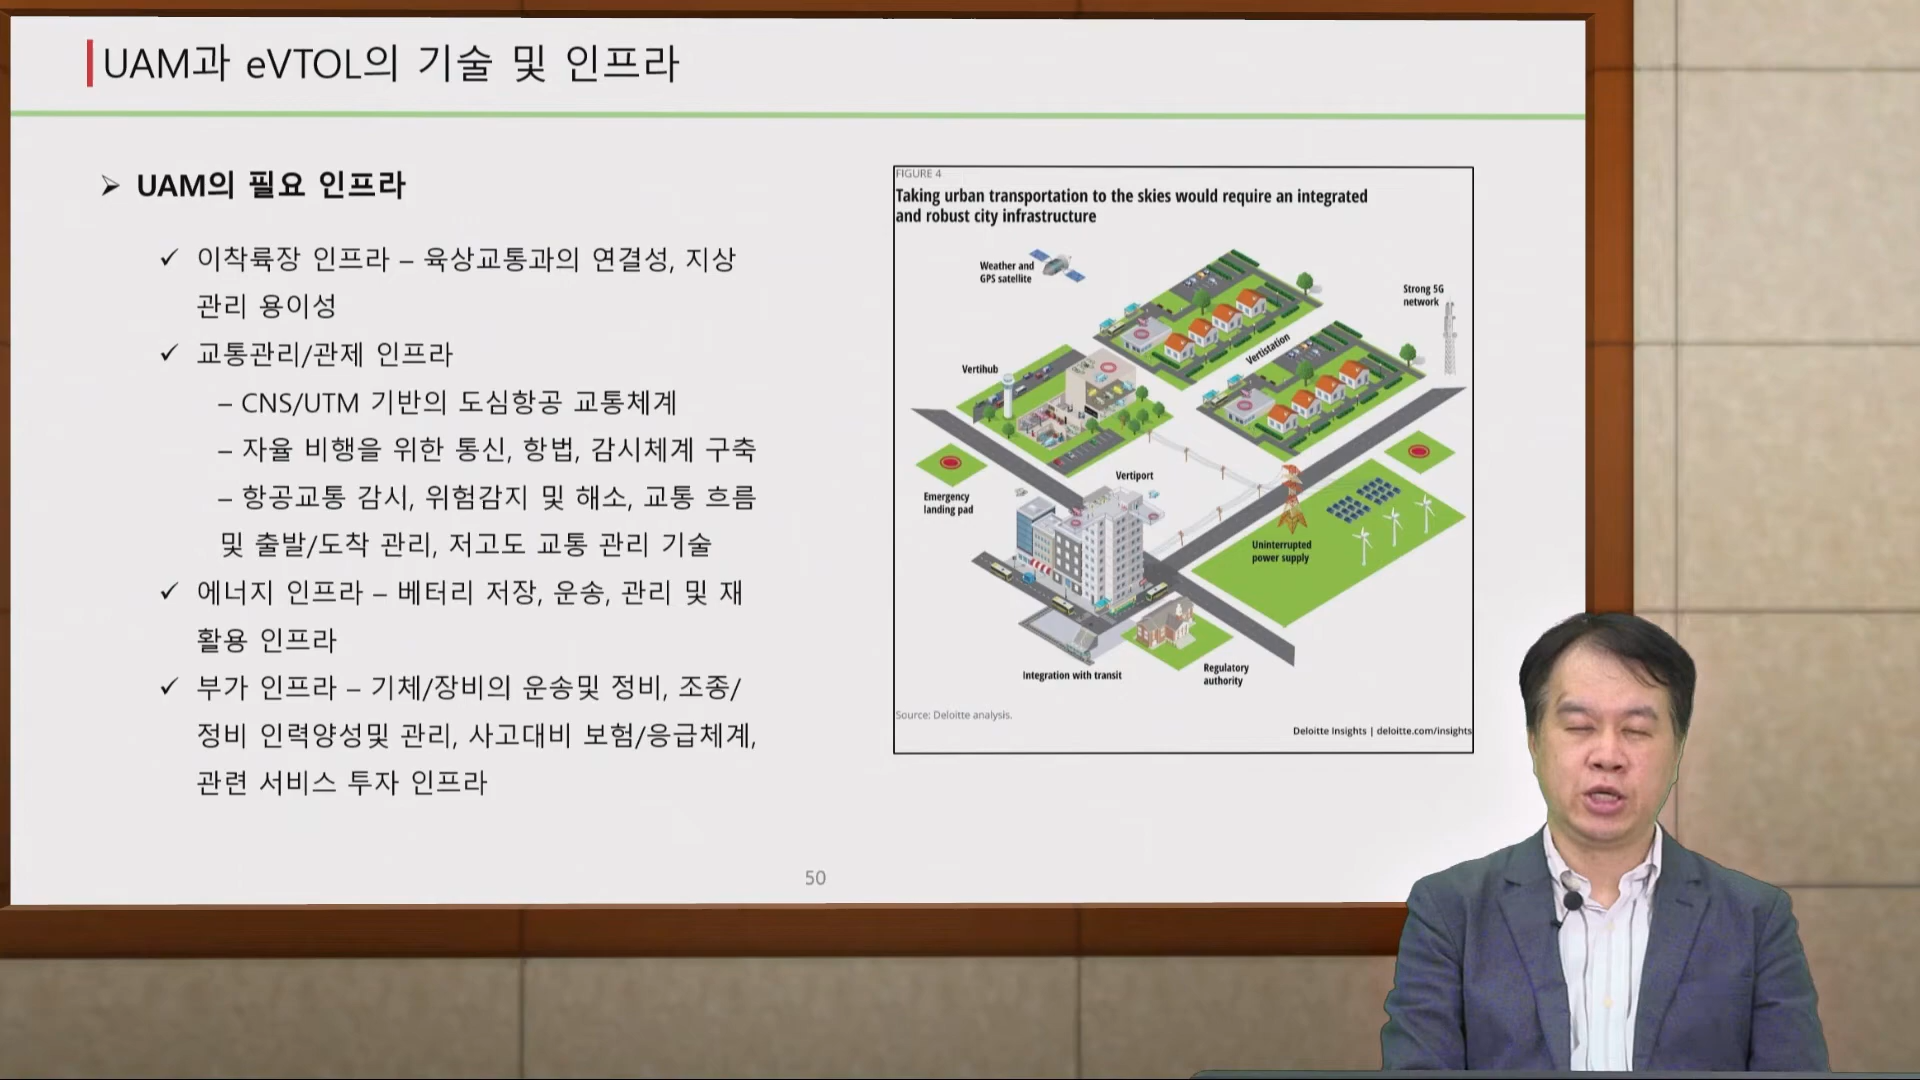 UAM과 eVTOL의 기술 및 인프라
➢ UAM의 필요 인프라
✓ 이착륙장 인프라 – 육상교통과의 연결성, 지상
관리 용이성
✓ 교통관리/관제 인프라
– CNS/UTM 기반의 도심항공 교통체계
– 자율 비행을 위한 통신, 항법, 감시체계 구축
– 항공교통 감시, 위험감지 및 해소, 교통 흐름
및 출발/도착 관리, 저고도 교통 관리 기술
✓ 에너지 인프라 – 베터리 저장, 운송, 관리 및 재
활용 인프라
✓ 부가 인프라 – 기체/장비의 운송및 정비, 조종/
정비 인력양성및 관리, 사고대비 보험/응급체계,
관련 서비스 투자 인프라
FIGURE 4
Taking urban transportation to the skies would require an integrated
and robust city infrastructure
Weather and
GPS satellite
Strong 5G
network
Vertistation
Vertihub
Vertiport
Emergency
landing pad
Uninterrupted
power supply
Integration with transit
Regulatory
authority
Source: Deloitte analysis.
Deloitte Insights | deloitte.com/insights
50